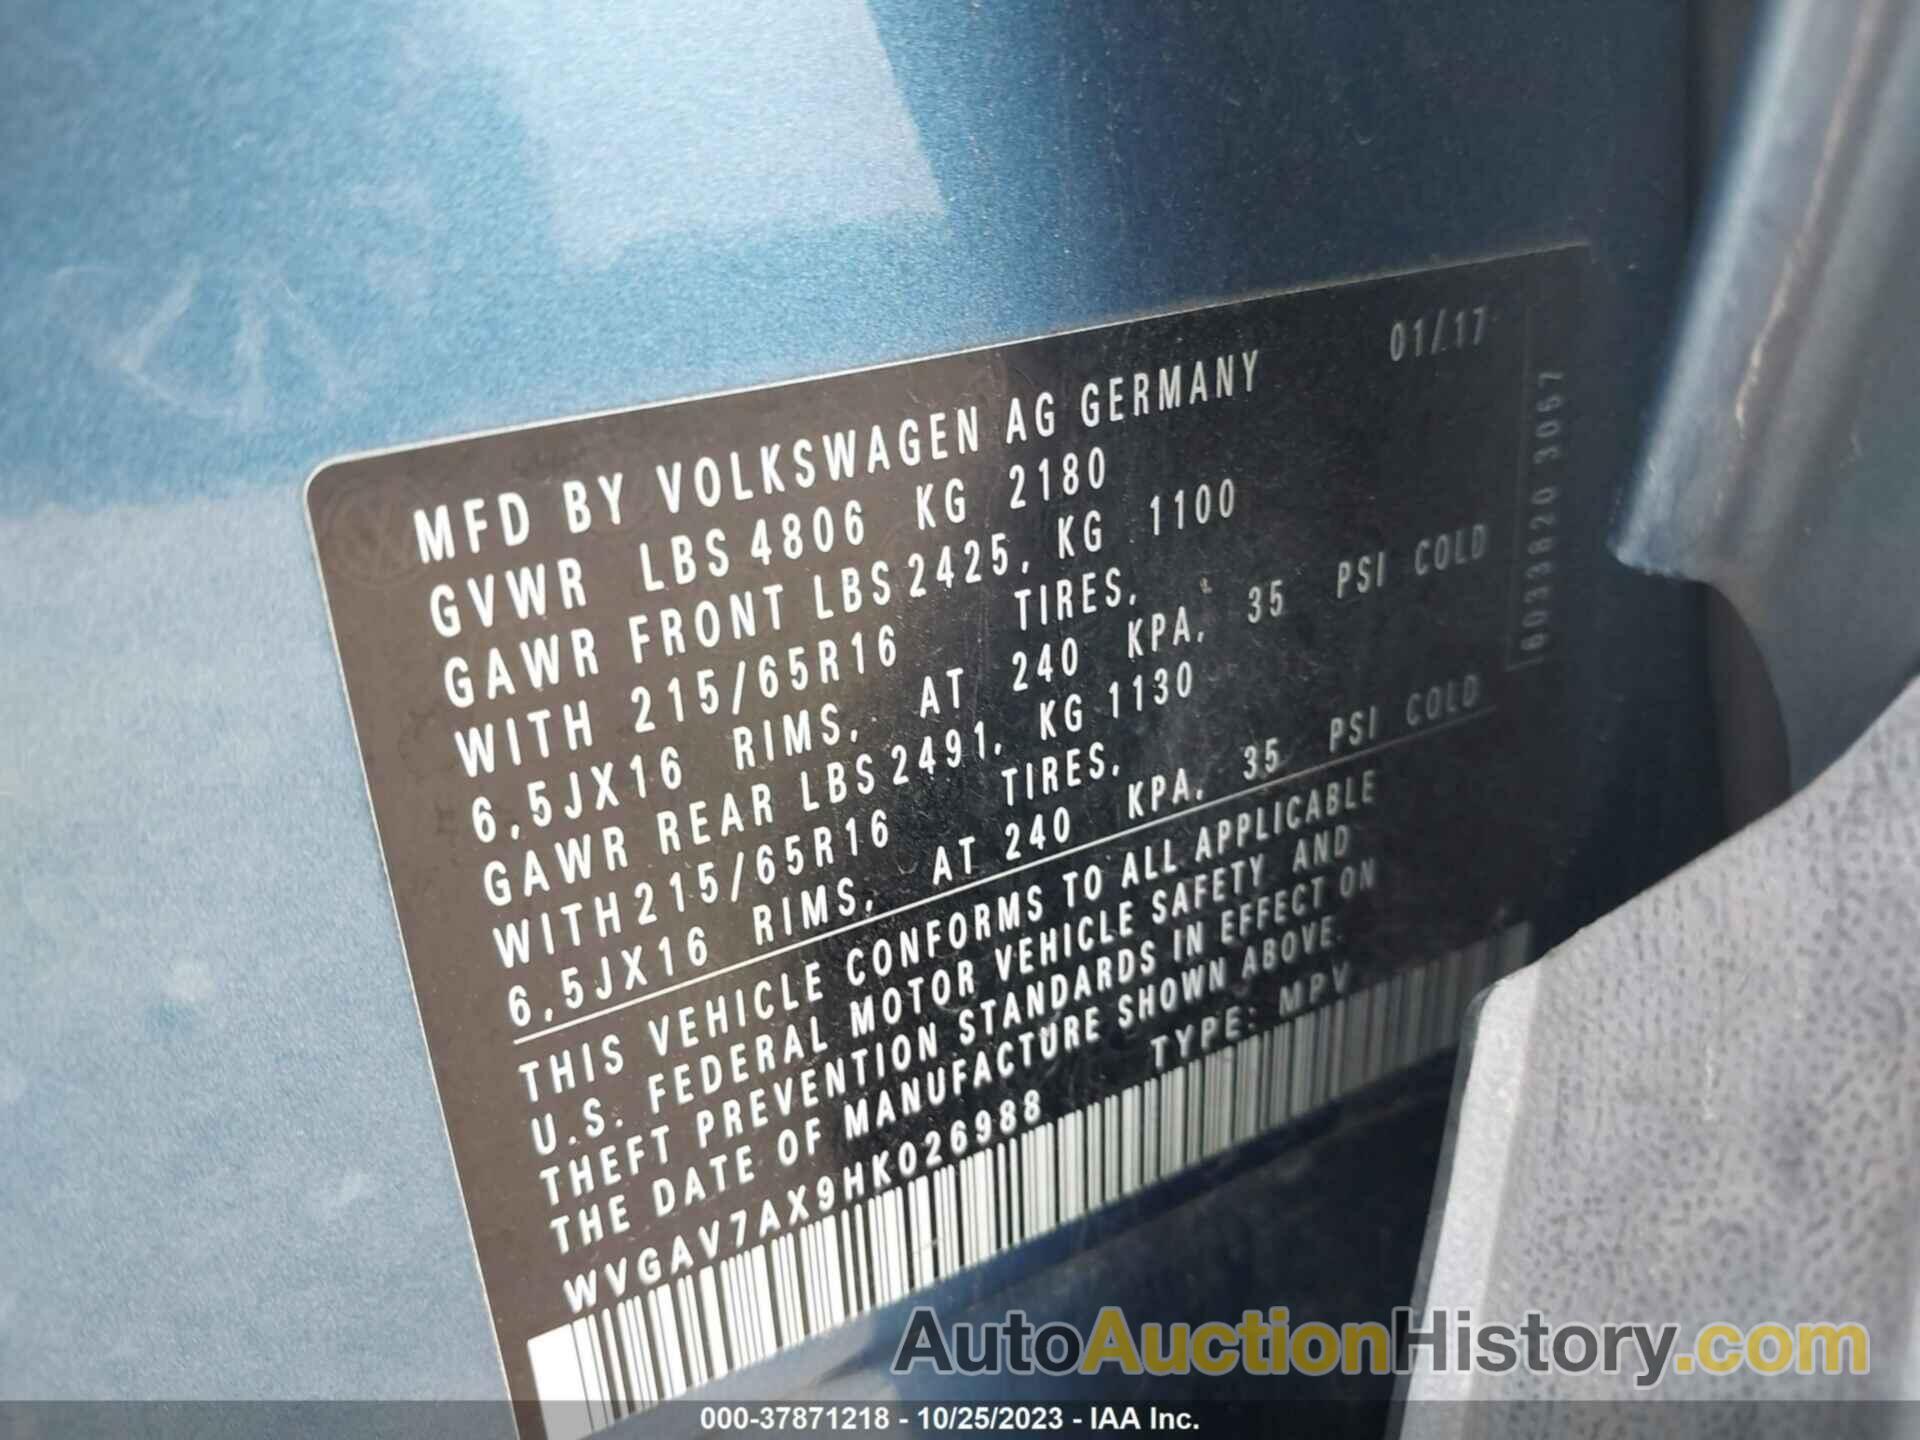 MFD BY VOLKSWAGEN AG GERMANY 01/17
GVWR LBS 4806 KG 2180
GAWR FRONT LBS 2425, KG 1100
WITH 215/65R16 TIRES,
6,5JX16 RIMS, AT 240 KPA, 35 PSI COLD
GAWR REAR LBS 2491, KG 1130
WITH 215/65R16 TIRES,
6,5JX16 RIMS, AT 240 KPA, 35 PSI COLD
THIS VEHICLE CONFORMS TO ALL APPLICABLE
U.S. FEDERAL MOTOR VEHICLE SAFETY AND
THEFT PREVENTION STANDARDS IN EFFECT ON
THE DATE OF MANUFACTURE SHOWN ABOVE.
WVGAV7AX9HK026988 TYPE: MPV
6033820 3067
AutoAuctionHistory.com
000-37871218 - 10/25/2023 - IAA Inc.